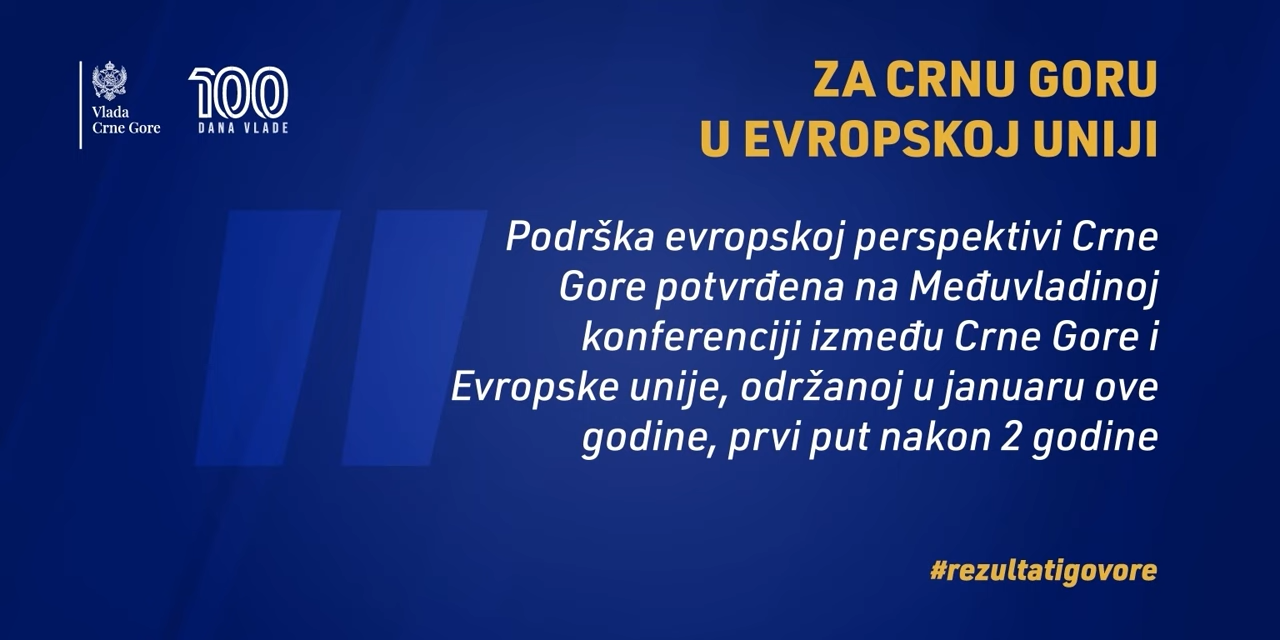 Vlada
Crne Gore
100
DANA VLADE
ZA CRNU GORU
U EVROPSKOJ UNIJI
Podrška evropskoj perspektivi Crne
Gore potvrđena na Međuvladinoj
konferenciji između Crne Gore i
Evropske unije, održanoj u januaru ove
godine, prvi put nakon 2 godine
#rezultatigovore